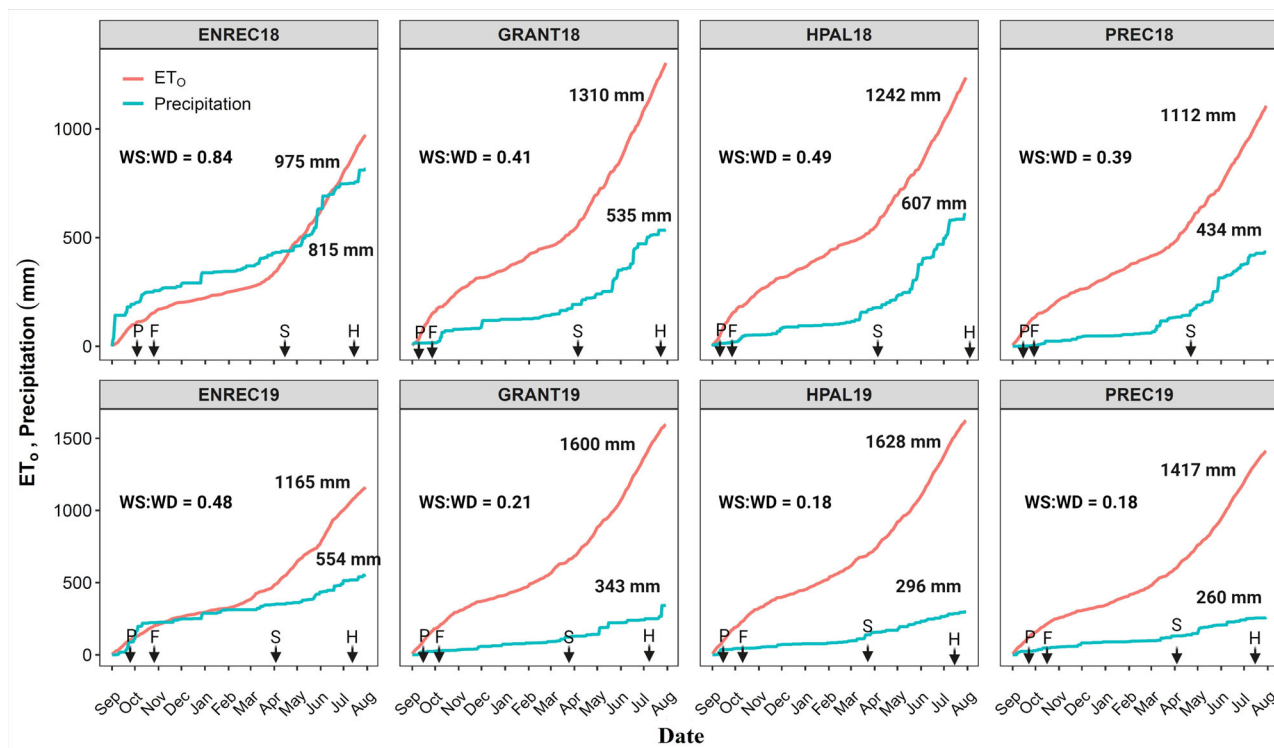 ENREC18
GRANT18
HPAL18
PREC18
ETO
Precipitation
WS:WD = 0.84
975 mm
815 mm
P F S H
1310 mm
WS:WD = 0.41
535 mm
P F S H
1242 mm
WS:WD = 0.49
607 mm
P F S H
1112 mm
WS:WD = 0.39
434 mm
P F S
1000
500
0
ENREC19
GRANT19
HPAL19
PREC19
1165 mm
WS:WD = 0.48
554 mm
P F S H
1600 mm
WS:WD = 0.21
343 mm
P F S H
1628 mm
WS:WD = 0.18
296 mm
P F S H
1417 mm
WS:WD = 0.18
260 mm
P F S H
1500
1000
500
0
ETo , Precipitation (mm)
Sep Oct Nov Dec Jan Feb Mar Apr May Jun Jul Aug
Sep Oct Nov Dec Jan Feb Mar Apr May Jun Jul Aug
Sep Oct Nov Dec Jan Feb Mar Apr May Jun Jul Aug
Sep Oct Nov Dec Jan Feb Mar Apr May Jun Jul Aug
Date